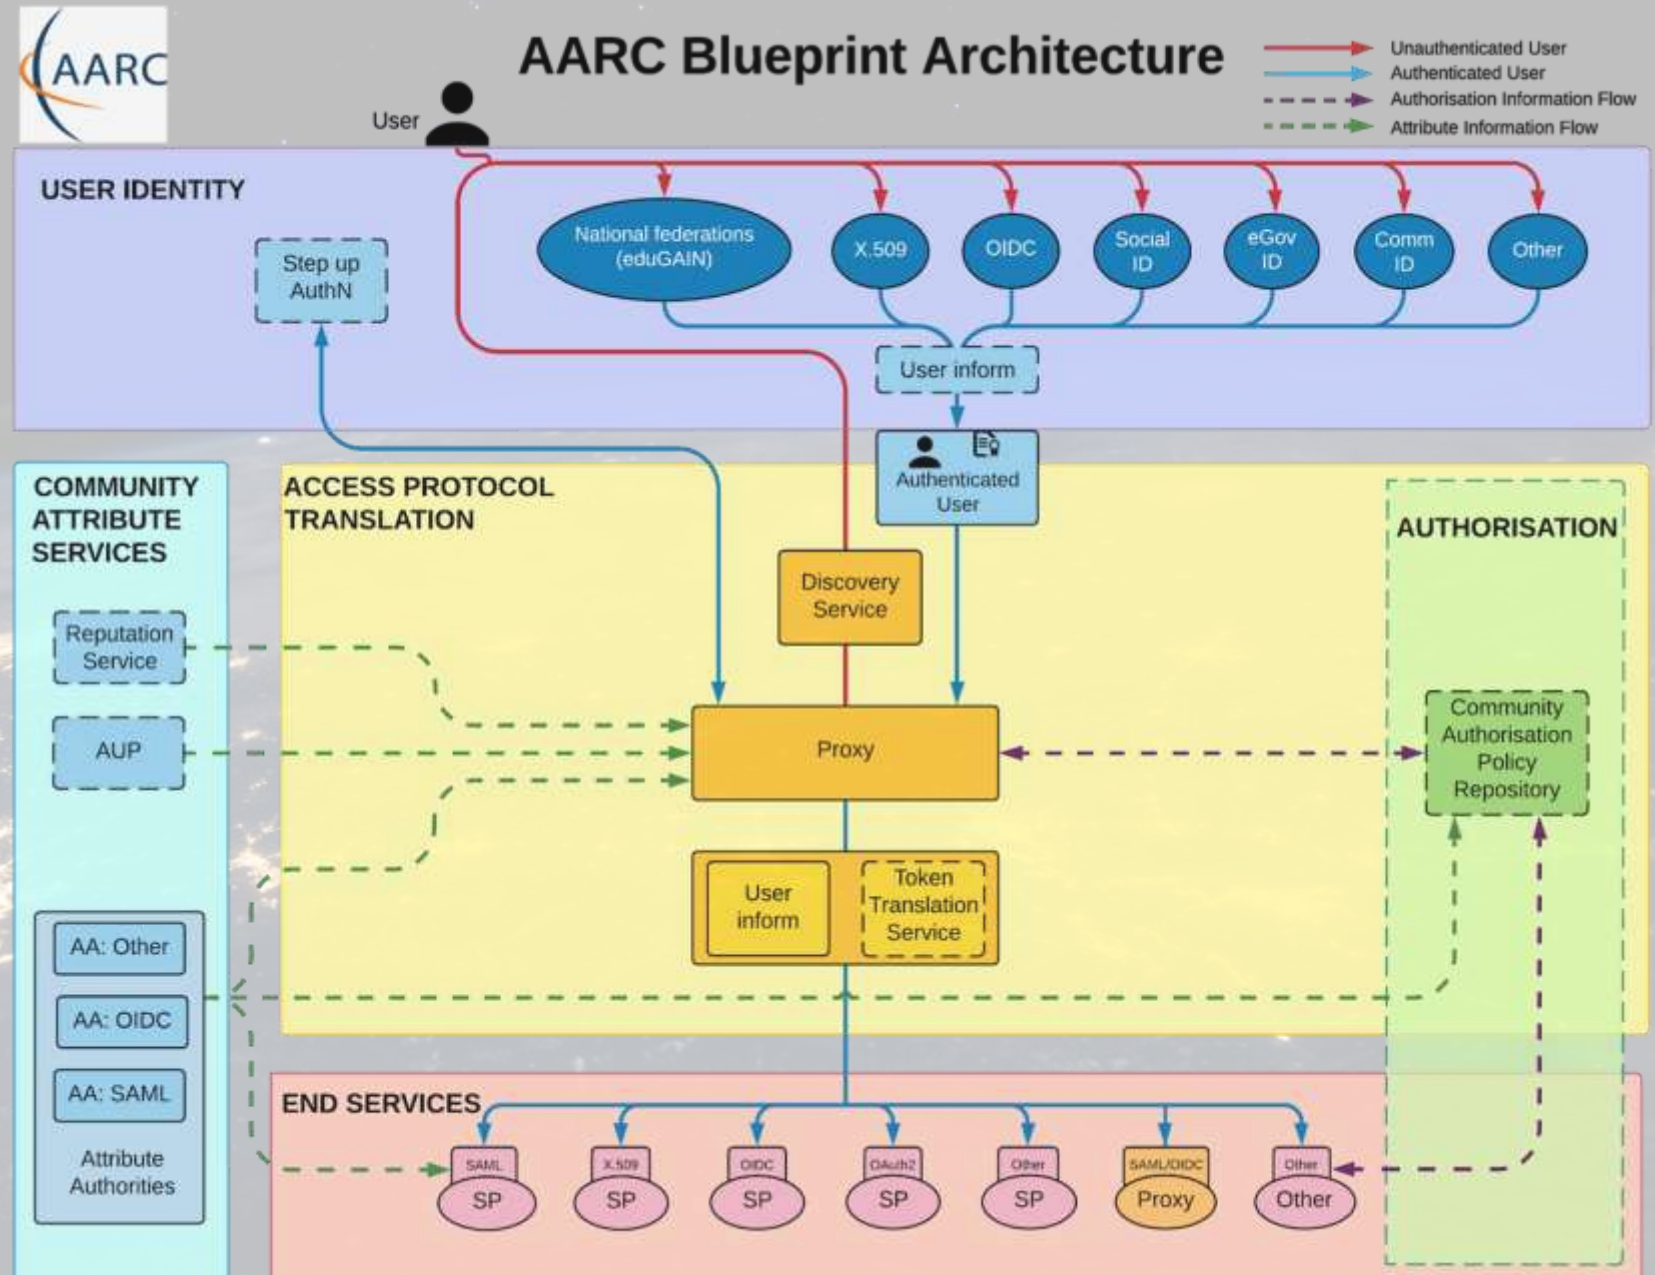 AARC
AARC Blueprint Architecture
Unauthenticated User
Authenticated User
Authorisation Information Flow
Attribute Information Flow
User
USER IDENTITY
Step up
AuthN
National federations
(eduGAIN)
X.509
OIDC
Social
ID
eGov
ID
Comm
ID
Other
User inform
Authenticated
User
COMMUNITY
ATTRIBUTE
SERVICES
Reputation
Service
AUP
AA: Other
AA: OIDC
AA: SAML
Attribute
Authorities
ACCESS PROTOCOL
TRANSLATION
Discovery
Service
Proxy
User
inform
Token
Translation
Service
AUTHORISATION
Community
Authorisation
Policy
Repository
END SERVICES
SAML
SP
X.509
SP
OIDC
SP
OAuth2
SP
Other
SP
SAML/OIDC
Proxy
Other
Other